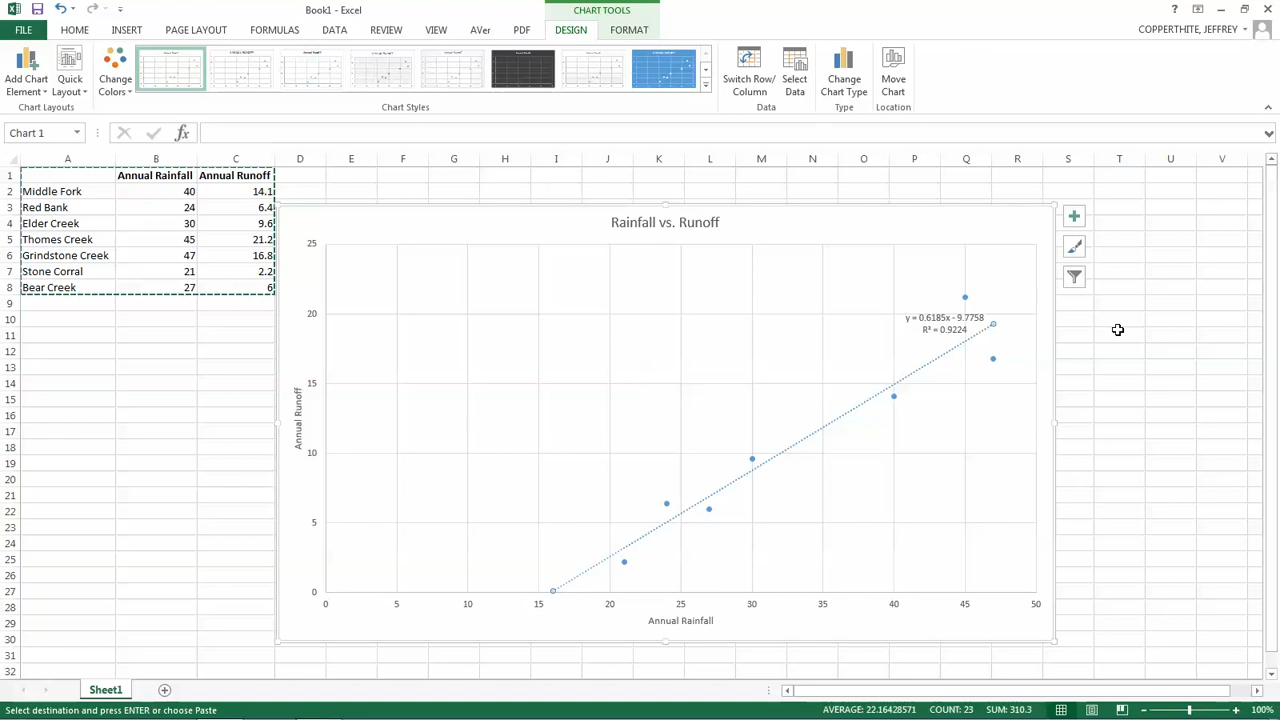 Book1 - Excel
CHART TOOLS
FILE HOME INSERT PAGE LAYOUT FORMULAS DATA REVIEW VIEW AVer PDF DESIGN FORMAT
COPPERTHITE, JEFFREY
Add Chart Element
Quick Layout
Change Colors
Switch Row/ Column
Select Data
Change Chart Type
Move Chart
Chart Layouts
Chart Styles
Data
Type
Location
Chart 1
fx
A B C D E F G H I J K L M N O P Q R S T U V
1 Annual Rainfall Annual Runoff
2 Middle Fork 40 14.1
3 Red Bank 24 6.4
4 Elder Creek 30 9.6
5 Thomes Creek 45 21.2
6 Grindstone Creek 47 16.8
7 Stone Corral 21 2.2
8 Bear Creek 27 6
9
10
11
12
13
14
15
16
17
18
19
20
21
22
23
24
25
26
27
28
29
30
31
32
Rainfall vs. Runoff
25
20
15
10
5
0
Annual Runoff
y = 0.6185x - 9.7758
R² = 0.9224
0 5 10 15 20 25 30 35 40 45 50
Annual Rainfall
Sheet1
Select destination and press ENTER or choose Paste
AVERAGE: 22.16428571 COUNT: 23 SUM: 310.3
100%